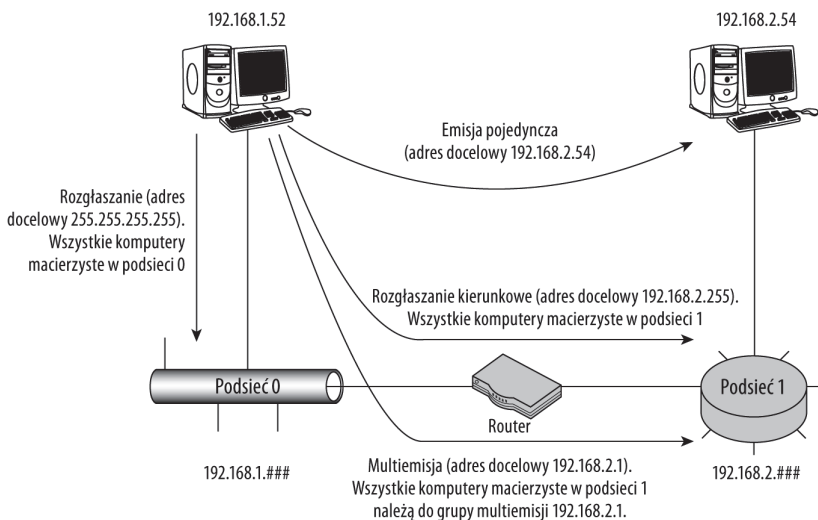 192.168.1.52
192.168.2.54
Emisja pojedyncza
(adres docelowy 192.168.2.54)
Rozgłaszanie (adres
docelowy 255.255.255.255).
Wszystkie komputery
macierzyste w podsieci 0
Rozgłaszanie kierunkowe (adres docelowy 192.168.2.255).
Wszystkie komputery macierzyste w podsieci 1
Podsieć 0
Router
Podsieć 1
192.168.1.###
Multiemisja (adres docelowy 192.168.2.1).
Wszystkie komputery macierzyste w podsieci 1
należą do grupy multiemisji 192.168.2.1.
192.168.2.###